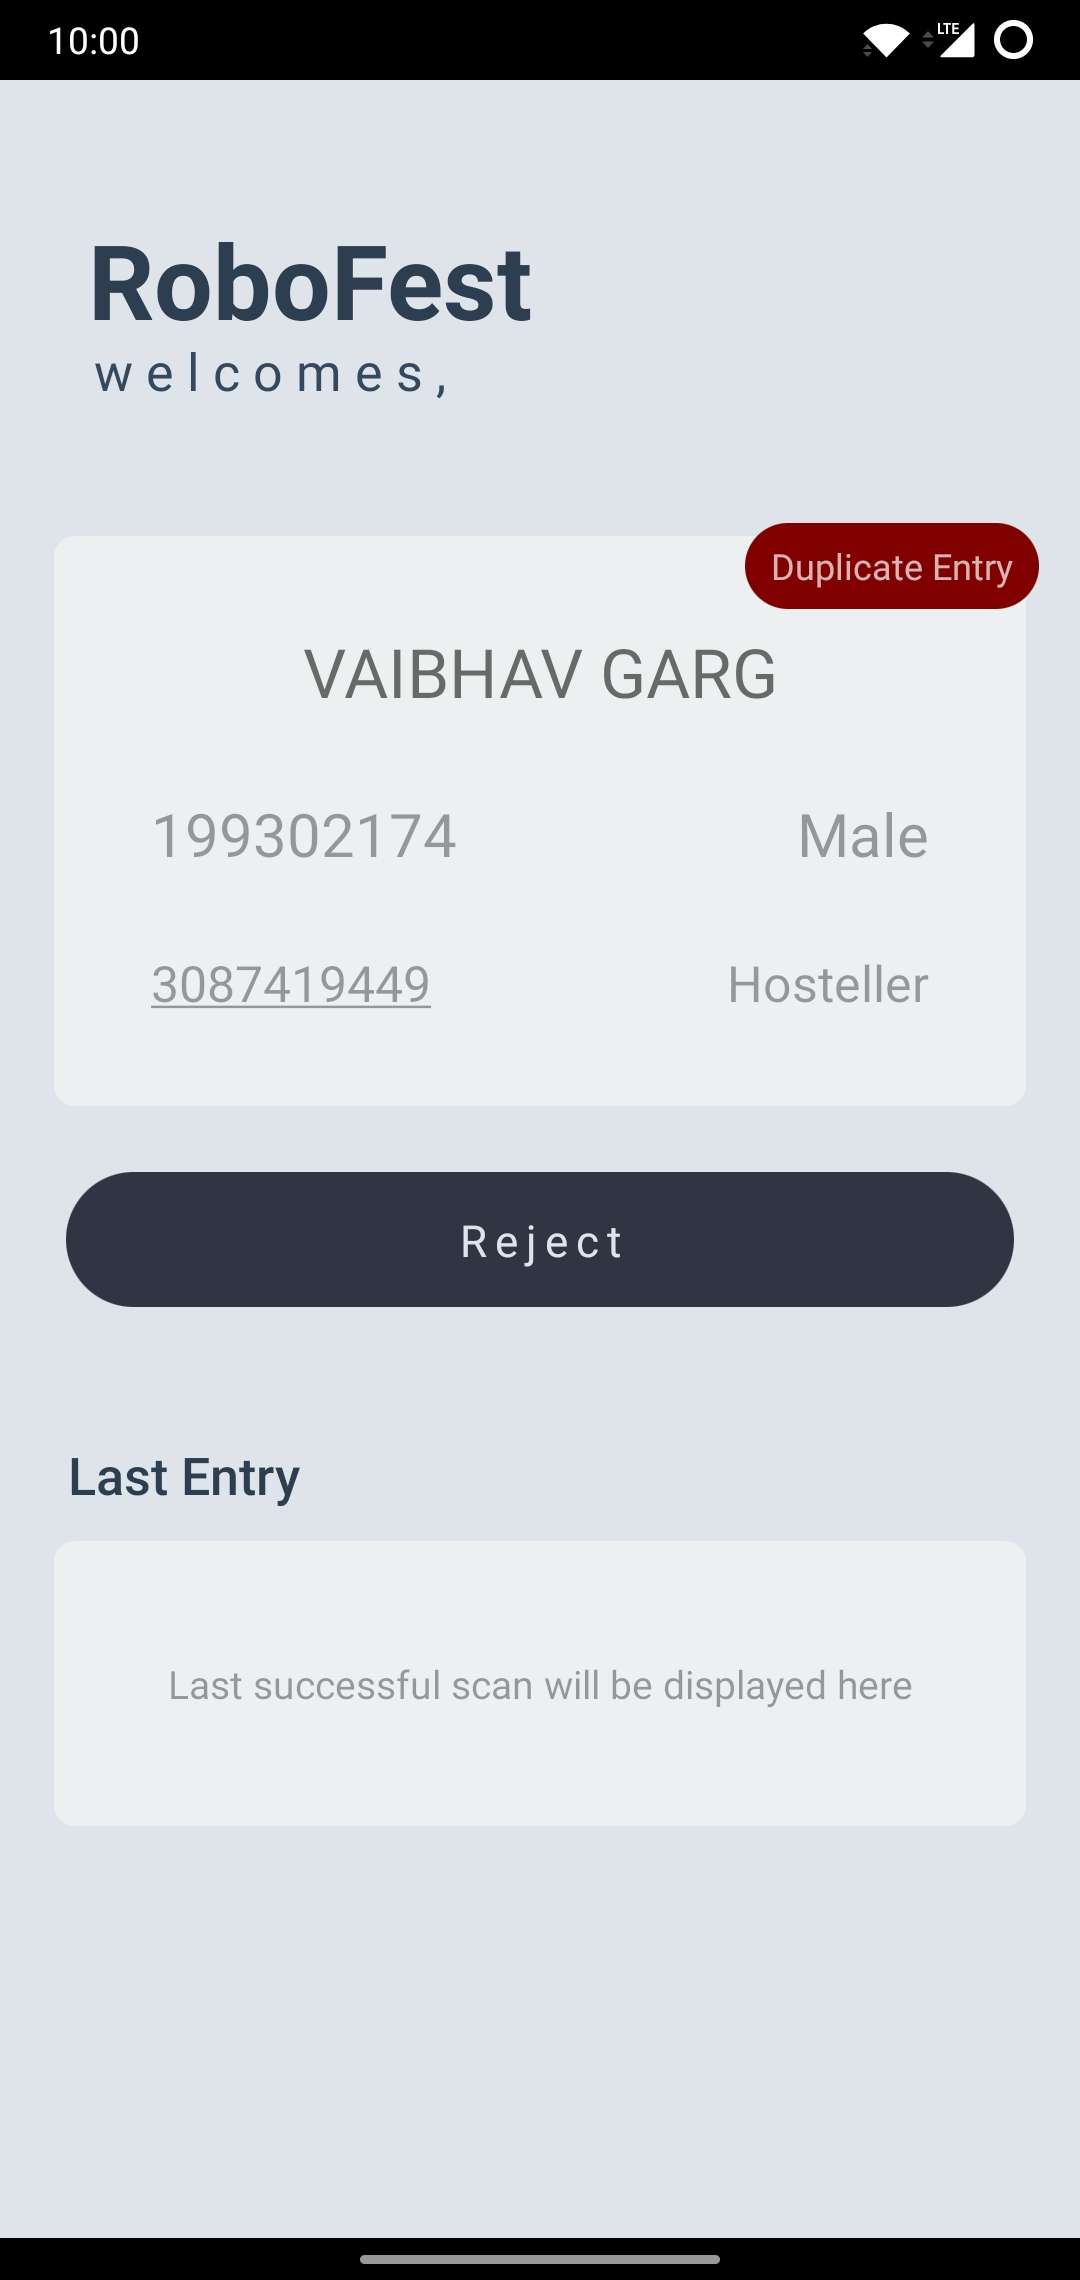 10:00
LTE
RoboFest
welcomes,
Duplicate Entry
VAIBHAV GARG
199302174
Male
3087419449
Hosteller
Reject
Last Entry
Last successful scan will be displayed here